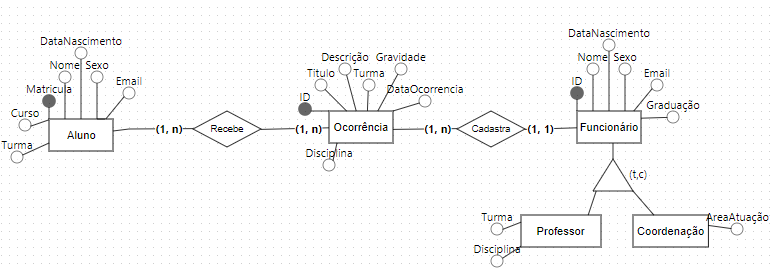 DataNascimento
Nome Sexo
Matricula
Email
Curso
Turma
Aluno
(1, n)
Recebe
(1, n)
Descrição Gravidade
Título Turma
DataOcorrencia
ID
Ocorrência
Disciplina
(1, n)
Cadastra
(1, 1)
DataNascimento
Nome Sexo
ID
Email
Graduação
Funcionário
(t,c)
Turma
Disciplina
Professor
Coordenação
AreaAtuação